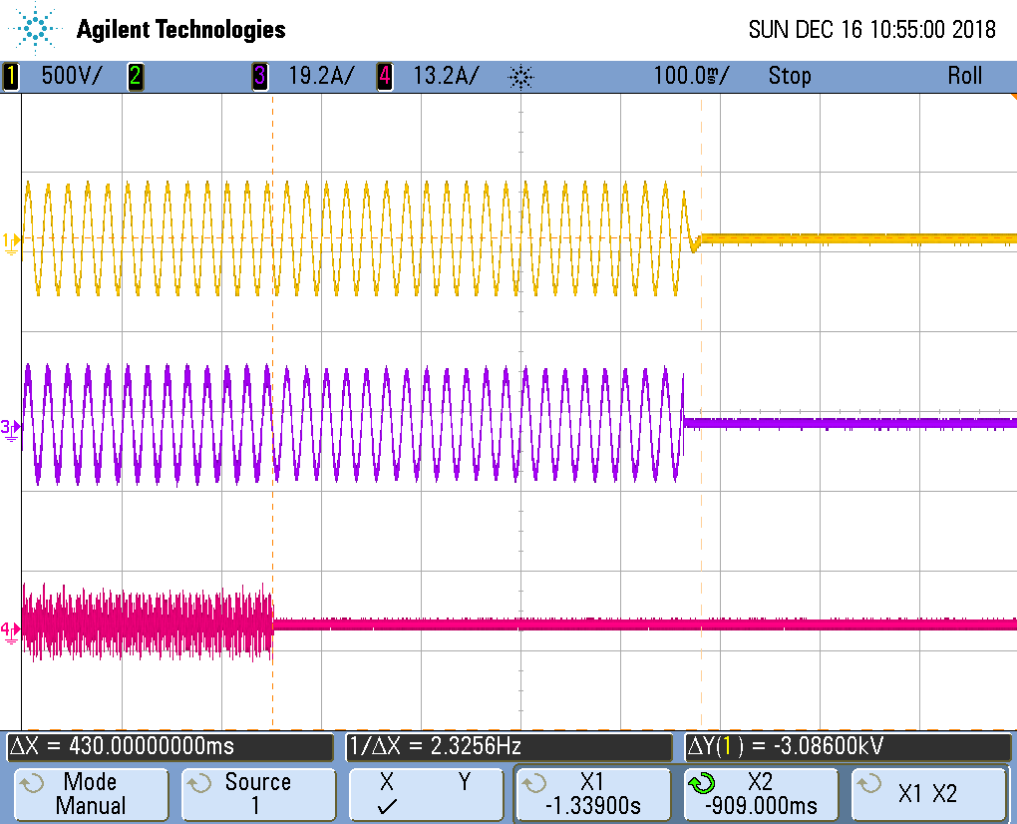 Agilent Technologies SUN DEC 16 10:55:00 2018
1 500V/ 2 3 19.2A/ 4 13.2A/ 100.0ms/ Stop Roll
1
3
4
ΔX = 430.00000000ms 1/ΔX = 2.3256Hz ΔY(1) = -3.08600kV
Mode Source X Y X1 X2 X1 X2
Manual 1 ✓ -1.33900s -909.000ms